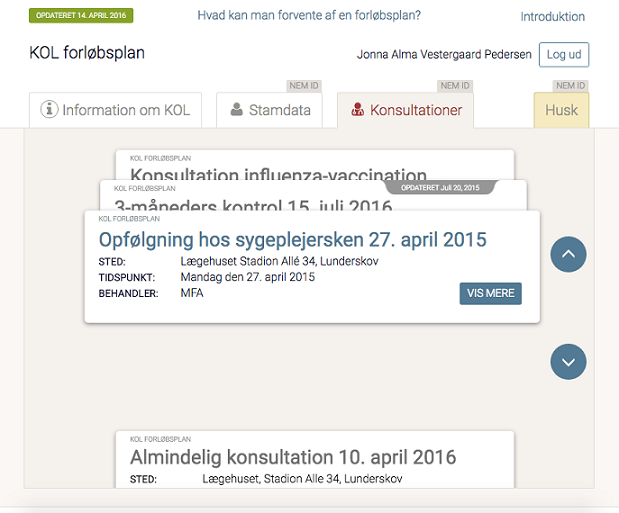 OPDATERET 14. APRIL 2016
Hvad kan man forvente af en forløbsplan?
Introduktion
KOL forløbsplan
Jonna Alma Vestergaard Pedersen
Log ud
NEM ID
NEM ID
NEM ID
Information om KOL
Stamdata
Konsultationer
Husk
KOL FORLØBSPLAN
Konsultation influenza-vaccination
KOL FORLØBSPLAN
OPDATERET Juli 20, 2015
3-måneders kontrol 15. juli 2016
KOL FORLØBSPLAN
Opfølgning hos sygeplejersken 27. april 2015
STED: Lægehuset Stadion Allé 34, Lunderskov
TIDSPUNKT: Mandag den 27. april 2015
BEHANDLER: MFA
VIS MERE
KOL FORLØBSPLAN
Almindelig konsultation 10. april 2016
STED: Lægehuset, Stadion Alle 34, Lunderskov